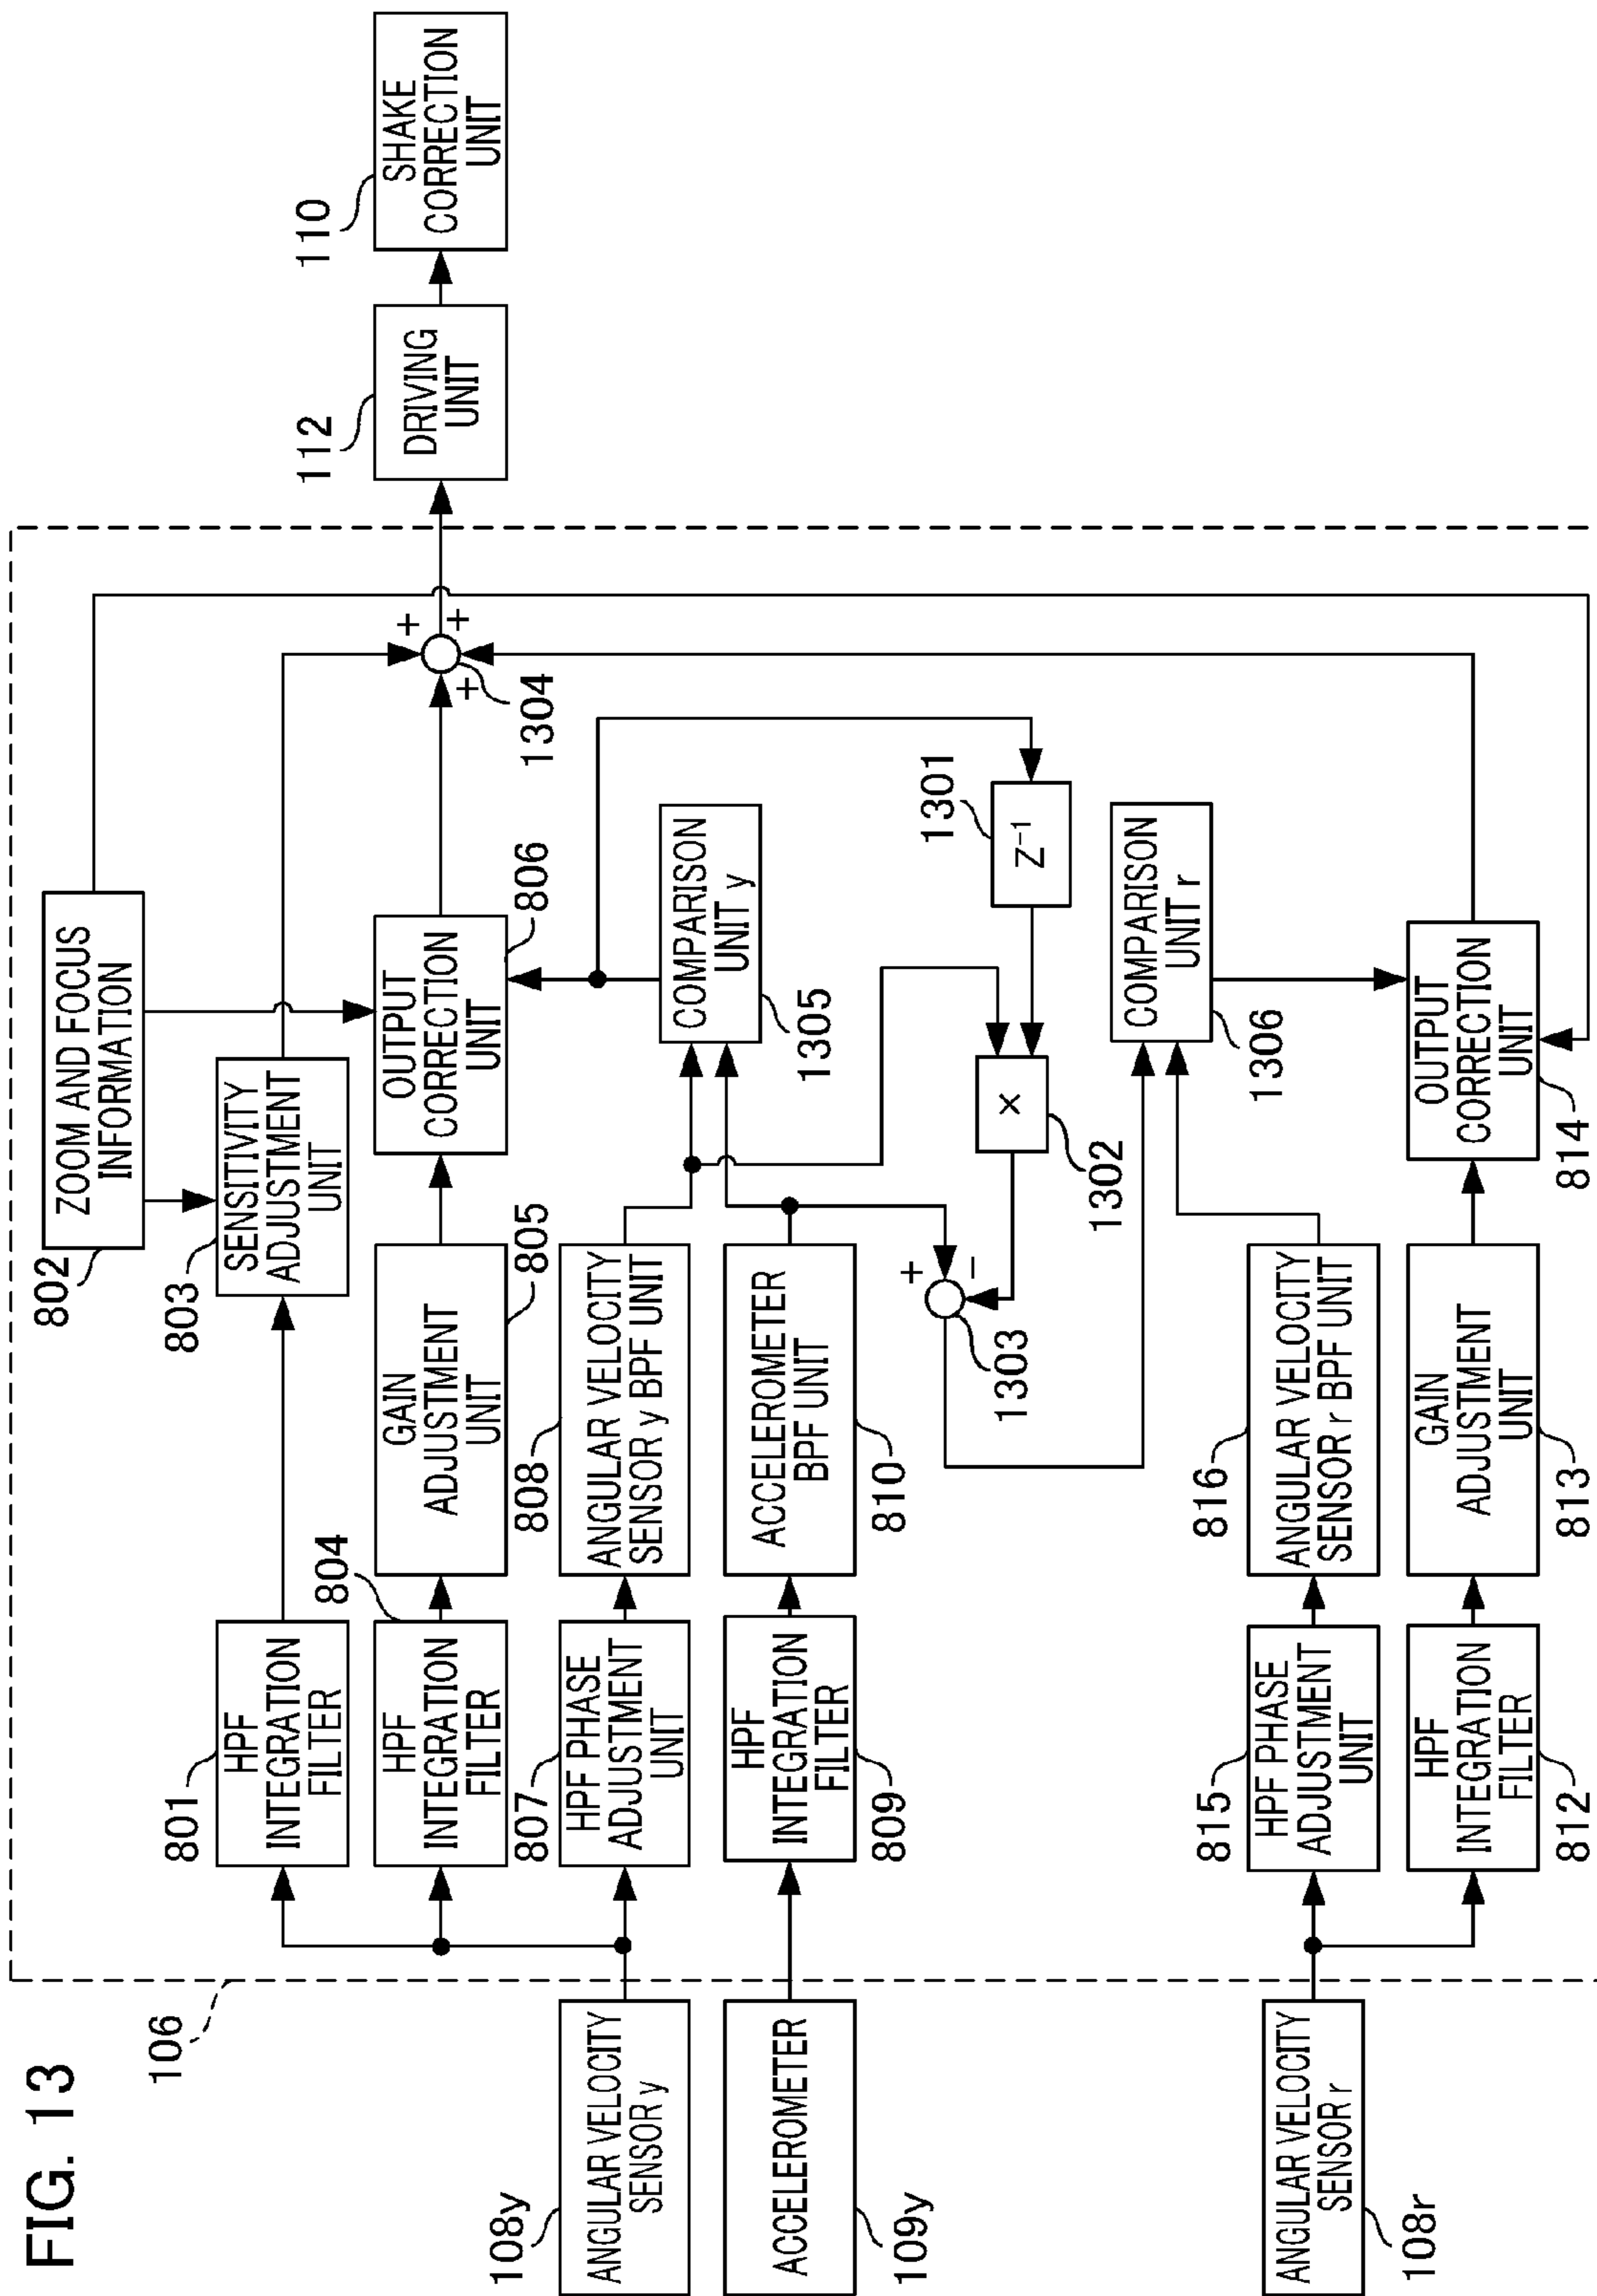 FIG. 13
106
802
ZOOM AND FOCUS
INFORMATION
801
HPF
INTEGRATION
FILTER
803
SENSITIVITY
ADJUSTMENT
UNIT
804
HPF
INTEGRATION
FILTER
GAIN
ADJUSTMENT
UNIT
805
OUTPUT
CORRECTION
UNIT
806
+
+
+
1304
112
DRIVING
UNIT
110
SHAKE
CORRECTION
UNIT
108y
ANGULAR VELOCITY
SENSOR y
807
HPF PHASE
ADJUSTMENT
UNIT
808
ANGULAR VELOCITY
SENSOR y BPF UNIT
COMPARISON
UNIT y
1305
ACCELEROMETER
109y
HPF
INTEGRATION
FILTER
809
ACCELEROMETER
BPF UNIT
810
+
−
1303
×
1302
1301
Z⁻¹
COMPARISON
UNIT r
1306
ANGULAR VELOCITY
SENSOR r
108r
815
HPF PHASE
ADJUSTMENT
UNIT
816
ANGULAR VELOCITY
SENSOR r BPF UNIT
HPF
INTEGRATION
FILTER
812
GAIN
ADJUSTMENT
UNIT
813
OUTPUT
CORRECTION
UNIT
814